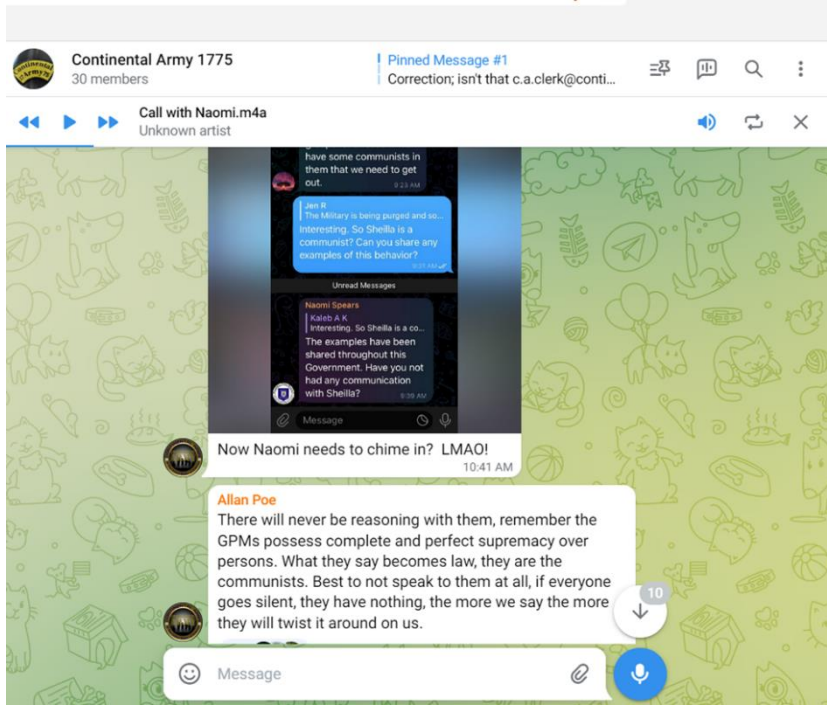 Continental Army 1775
30 members
Pinned Message #1
Correction; isn't that c.a.clerk@conti...
Call with Naomi.m4a
Unknown artist
have some communists in
them that we need to get
out.
9:23 AM
Jen R
The Military is being purged and so...
Interesting. So Sheilla is a
communist? Can you share any
examples of this behavior?
Unread Messages
Naomi Spears
Kaleb A K
Interesting. So Sheilla is a co...
The examples have been
shared throughout this
Government. Have you not
had any communication
with Sheilla?
9:39 AM
Message
Now Naomi needs to chime in? LMAO!
10:41 AM
Allan Poe
There will never be reasoning with them, remember the
GPMs possess complete and perfect supremacy over
persons. What they say becomes law, they are the
communists. Best to not speak to them at all, if everyone
goes silent, they have nothing, the more we say the more
they will twist it around on us.
10
Message